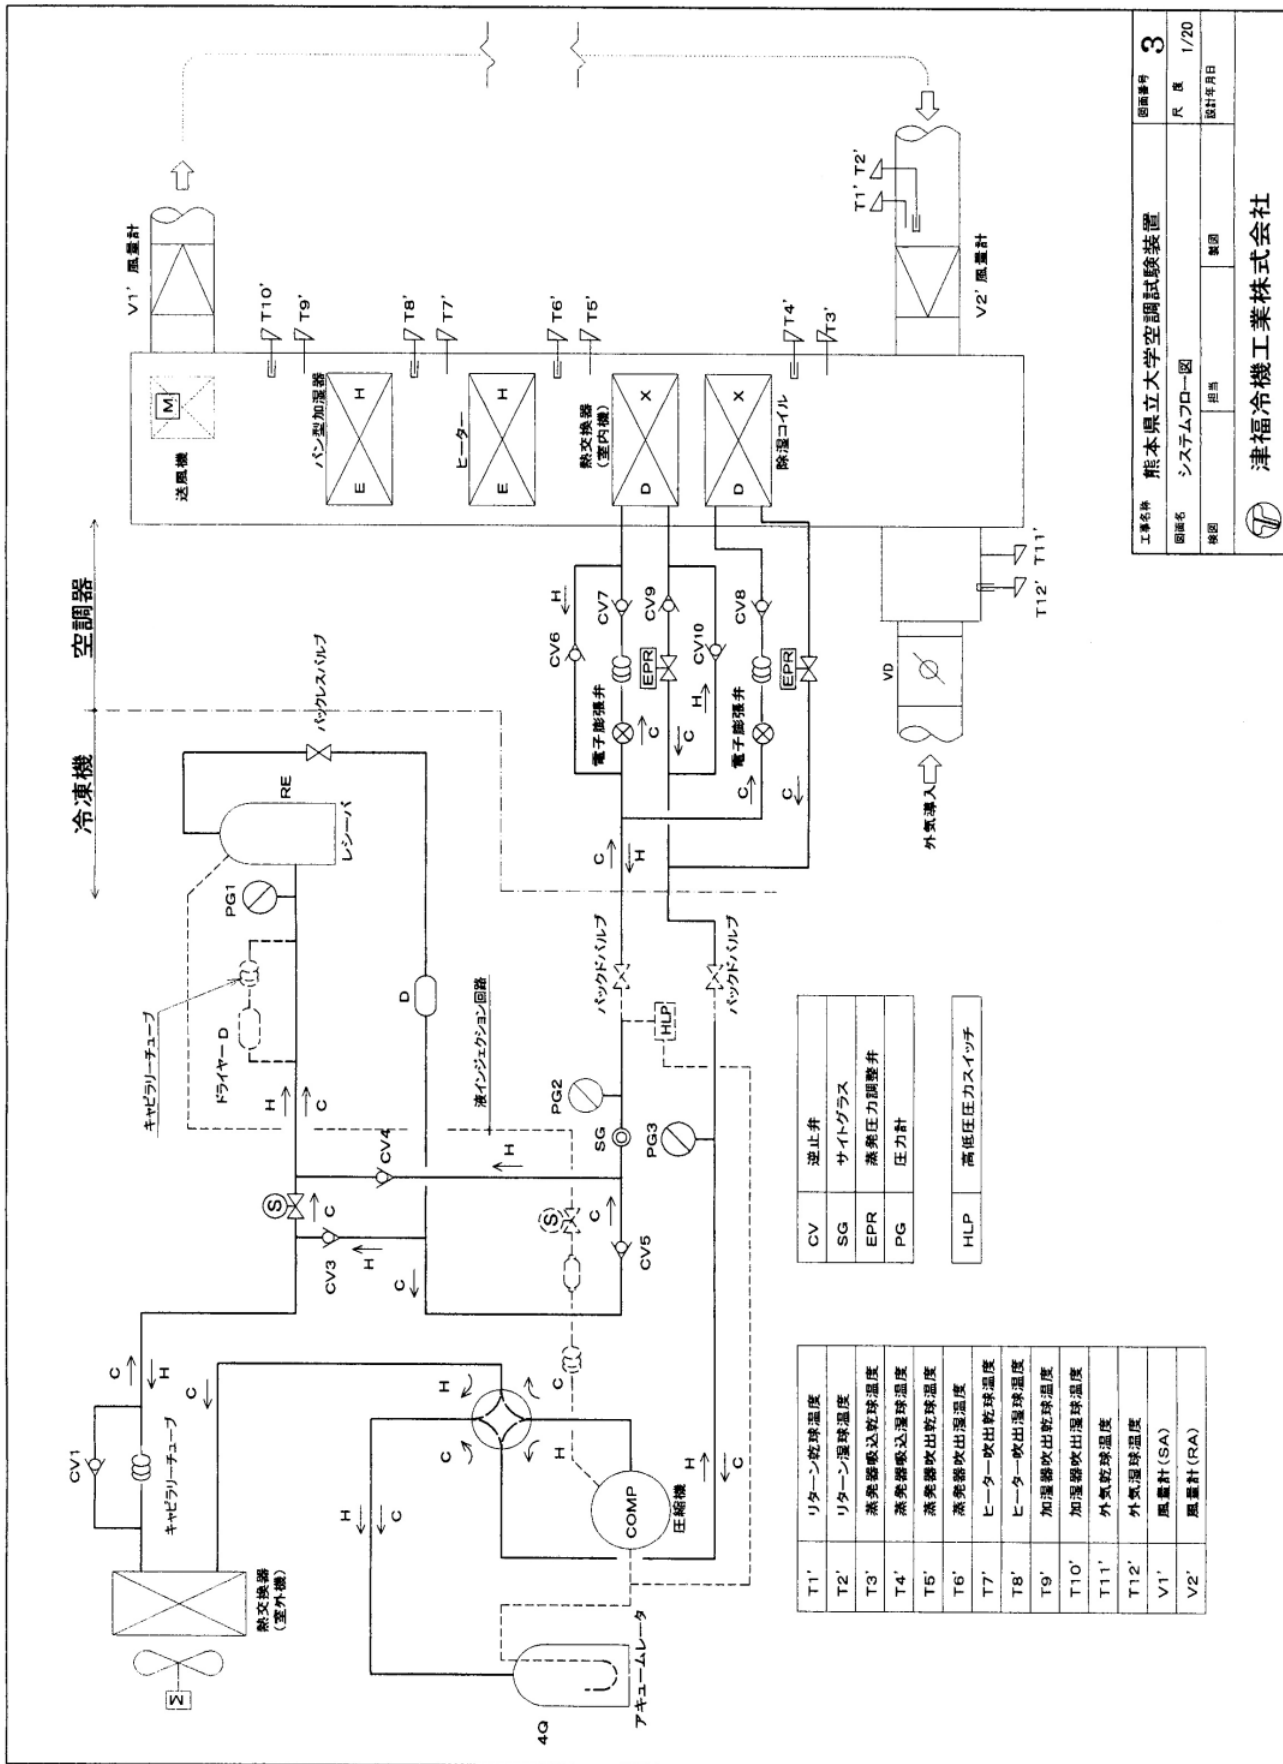 冷凍機
空調器
V1' 風量計
送風機
M
T10'
T9'
パン型加湿器
E
H
T8'
T7'
ヒーター
E
H
T6'
T5'
熱交換器
(室内機)
D
X
除湿コイル
D
X
T4'
T3'
T1'
T2'
V2' 風量計
T11'
T12'
VD
外気導入
バックレスバルブ
RE
レシーバ
PG1
キャピラリーチューブ
ドライヤー D
D
液インジェクション回路
H
C
CV4
S
C
CV3
H
C
H
CV6
H
CV7
CV9
EPR
電子膨張弁
C
CV10
H
C
CV8
EPR
電子膨張弁
C
C
C
H
パックドバルブ
パックドバルブ
HLP
PG2
SG
PG3
S
C
CV5
CV1
キャピラリーチューブ
C
H
C
熱交換器
(室外機)
M
H
C
C
H
H
C
COMP
圧縮機
H
C
4Q
アキュームレータ
CV 逆止弁
SG サイトグラス
EPR 蒸発圧力調整弁
PG 圧力計
HLP 高低圧圧力スイッチ
T1' リターン乾球温度
T2' リターン湿球温度
T3' 蒸発器吸込乾球温度
T4' 蒸発器吸込湿球温度
T5' 蒸発器吹出乾球温度
T6' 蒸発器吹出湿温度
T7' ヒーター吹出乾球温度
T8' ヒーター吹出湿球温度
T9' 加湿器吹出乾球温度
T10' 加湿器吹出湿球温度
T11' 外気乾球温度
T12' 外気湿球温度
V1' 風量計(SA)
V2' 風量計(RA)
工事名称 熊本県立大学空調試験装置 図面番号 3
図面名 システムフロー図 尺度 1/20
検図 担当 製図 設計年月日
津福冷機工業株式会社